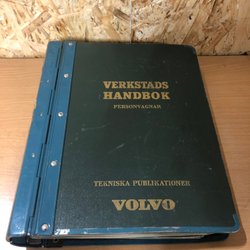 VERKSTADS
HANDBOK
PERSONVAGNAR
TEKNISKA PUBLIKATIONER
VOLVO